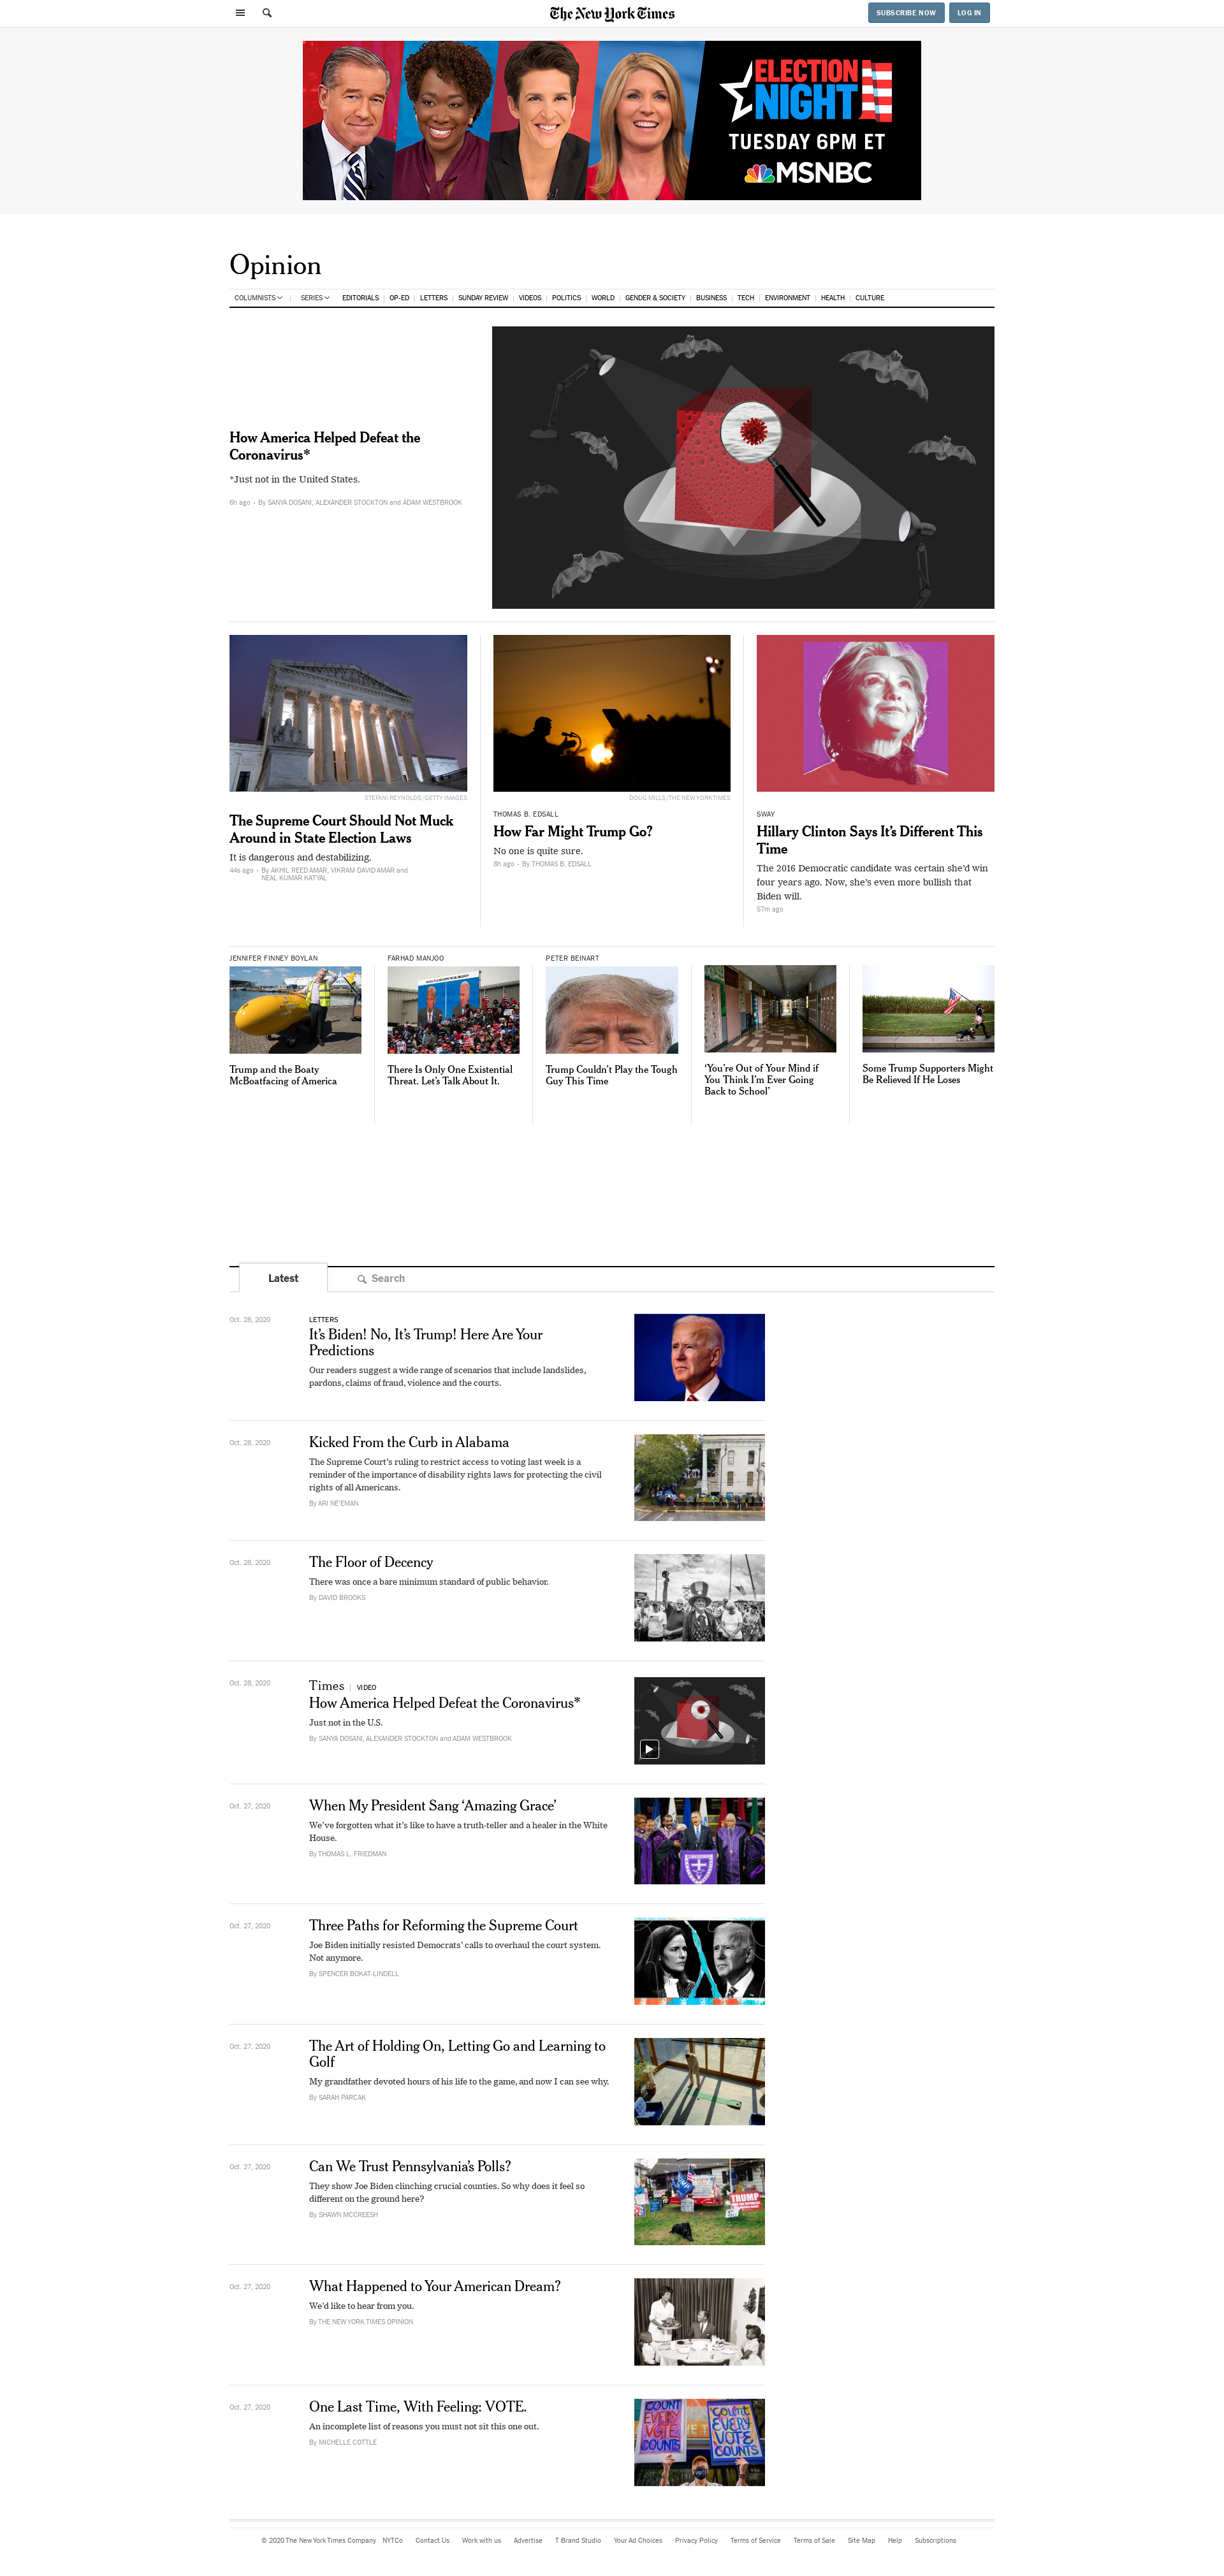 The New York Times
SUBSCRIBE NOW
LOG IN
ELECTION
NIGHT
TUESDAY 6PM ET
MSNBC
Opinion
COLUMNISTS SERIES EDITORIALS OP-ED LETTERS SUNDAY REVIEW VIDEOS POLITICS WORLD GENDER & SOCIETY BUSINESS TECH ENVIRONMENT HEALTH CULTURE
How America Helped Defeat the
Coronavirus*
*Just not in the United States.
6h ago • By SANYA DOSANI, ALEXANDER STOCKTON and ADAM WESTBROOK
STEFANI REYNOLDS/GETTY IMAGES
The Supreme Court Should Not Muck
Around in State Election Laws
It is dangerous and destabilizing.
44s ago • By AKHIL REED AMAR, VIKRAM DAVID AMAR and
NEAL KUMAR KATYAL
DOUG MILLS/THE NEW YORK TIMES
THOMAS B. EDSALL
How Far Might Trump Go?
No one is quite sure.
8h ago • By THOMAS B. EDSALL
SWAY
Hillary Clinton Says It’s Different This
Time
The 2016 Democratic candidate was certain she’d win
four years ago. Now, she’s even more bullish that
Biden will.
57m ago
JENNIFER FINNEY BOYLAN
Trump and the Boaty
McBoatfacing of America
FARHAD MANJOO
There Is Only One Existential
Threat. Let’s Talk About It.
PETER BEINART
Trump Couldn’t Play the Tough
Guy This Time
‘You’re Out of Your Mind if
You Think I’m Ever Going
Back to School’
Some Trump Supporters Might
Be Relieved If He Loses
Latest
Search
Oct. 28, 2020
LETTERS
It’s Biden! No, It’s Trump! Here Are Your
Predictions
Our readers suggest a wide range of scenarios that include landslides,
pardons, claims of fraud, violence and the courts.
Oct. 28, 2020
Kicked From the Curb in Alabama
The Supreme Court’s ruling to restrict access to voting last week is a
reminder of the importance of disability rights laws for protecting the civil
rights of all Americans.
By ARI NE’EMAN
Oct. 28, 2020
The Floor of Decency
There was once a bare minimum standard of public behavior.
By DAVID BROOKS
Oct. 28, 2020
Times | VIDEO
How America Helped Defeat the Coronavirus*
Just not in the U.S.
By SANYA DOSANI, ALEXANDER STOCKTON and ADAM WESTBROOK
Oct. 27, 2020
When My President Sang ‘Amazing Grace’
We’ve forgotten what it’s like to have a truth-teller and a healer in the White
House.
By THOMAS L. FRIEDMAN
Oct. 27, 2020
Three Paths for Reforming the Supreme Court
Joe Biden initially resisted Democrats’ calls to overhaul the court system.
Not anymore.
By SPENCER BOKAT-LINDELL
Oct. 27, 2020
The Art of Holding On, Letting Go and Learning to
Golf
My grandfather devoted hours of his life to the game, and now I can see why.
By SARAH PARCAK
Oct. 27, 2020
Can We Trust Pennsylvania’s Polls?
They show Joe Biden clinching crucial counties. So why does it feel so
different on the ground here?
By SHAWN MCCREESH
TRUMP
Oct. 27, 2020
What Happened to Your American Dream?
We’d like to hear from you.
By THE NEW YORK TIMES OPINION
Oct. 27, 2020
One Last Time, With Feeling: VOTE.
An incomplete list of reasons you must not sit this one out.
By MICHELLE COTTLE
COUNT
EVERY
VOTE
COUNTS
COUNT
EVERY
VOTE
COUNTS
© 2020 The New York Times Company NYTCo Contact Us Work with us Advertise T Brand Studio Your Ad Choices Privacy Policy Terms of Service Terms of Sale Site Map Help Subscriptions